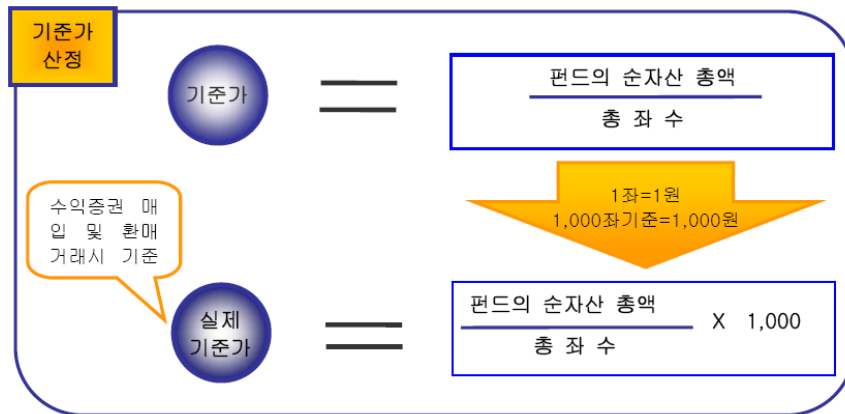 기준가
산정
기준가
펀드의 순자산 총액
총 좌 수
1좌=1원
1,000좌기준=1,000원
수익증권 매
입 및 환매
거래시 기준
실제
기준가
펀드의 순자산 총액
총 좌 수
X 1,000